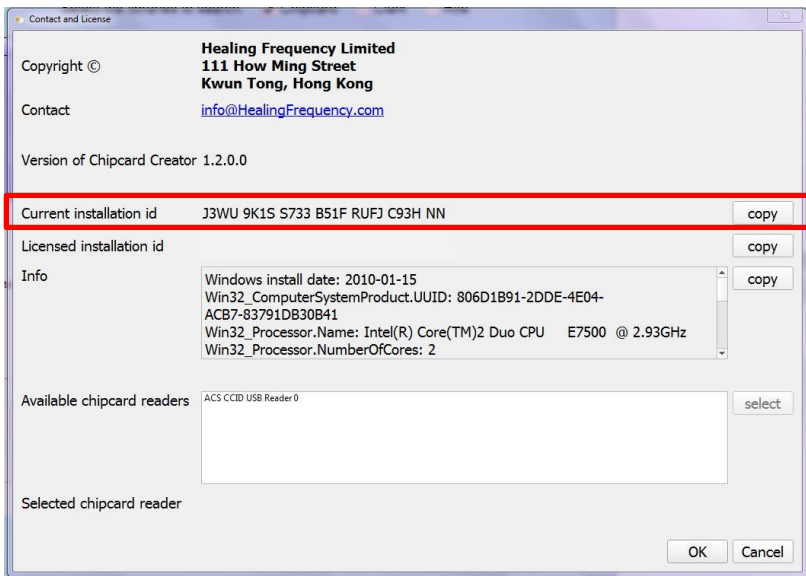 Contact and License
Copyright ©
Healing Frequency Limited
111 How Ming Street
Kwun Tong, Hong Kong
Contact
info@HealingFrequency.com
Version of Chipcard Creator 1.2.0.0
Current installation id J3WU 9K1S S733 B51F RUFJ C93H NN copy
Licensed installation id copy
Info
Windows install date: 2010-01-15
Win32_ComputerSystemProduct.UUID: 806D1B91-2DDE-4E04-
ACB7-83791DB30B41
Win32_Processor.Name: Intel(R) Core(TM)2 Duo CPU E7500 @ 2.93GHz
Win32_Processor.NumberOfCores: 2
copy
Available chipcard readers
ACS CCID USB Reader 0
select
Selected chipcard reader
OK Cancel